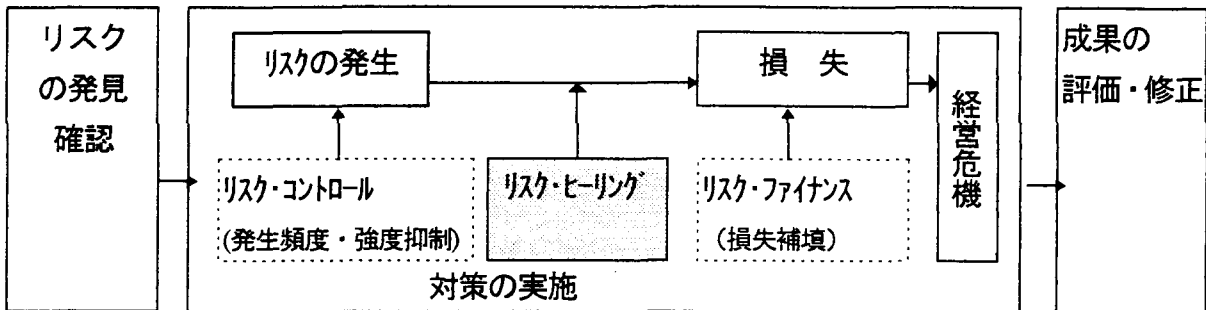 リスク
の発見
確認
リスクの発生
損 失
経営危機
リスク・コントロール
(発生頻度・強度抑制)
リスク・ヒーリング
リスク・ファイナンス
(損失補填)
対策の実施
成果の
評価・修正